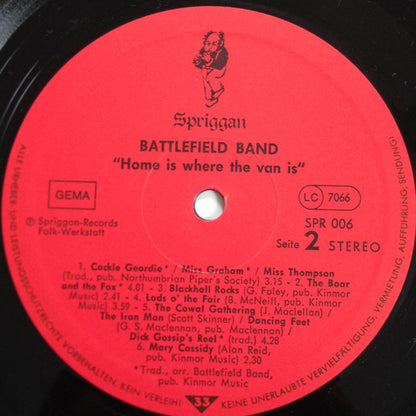 Spriggan
BATTLEFIELD BAND
"Home is where the van is"
GEMA
LC 7066
SPR 006
℗ Spriggan-Records
Folk-Werkstatt
Seite 2 STEREO
1. Cockle Geordie* / Miss Graham* / Miss Thompson
(Trad., pub. Northumbrian Piper's Society) 3.15 - 2. The Boar
and the Fox* 4.01 - 3. Blackhell Rocks (G. Foley, pub. Kinmor
Music) 2.41 - 4. Lads o' the Fair (B. McNeill, pub. Kinmor
Music) 3.59 - 5. The Cowal Gathering (J. Maclellan) /
The Iron Man (Scott Skinner) / Dancing Feet
(G. S. Maclennan, pub. Maclennan) /
Dick Gossip's Reel* (trad.) 4.28
6. Mary Cassidy (Alan Reid,
pub. Kinmor Music) 2.30
*Trad., arr. Battlefield Band,
pub. Kinmor Music
ALLE URHEBER- UND LEISTUNGSSCHUTZRECHTE VORBEHALTEN. KEIN VERLEIH!
33
KEINE UNERLAUBTE VERVIELFÄLTIGUNG, VERMIETUNG, AUFFÜHRUNG, SENDUNG!